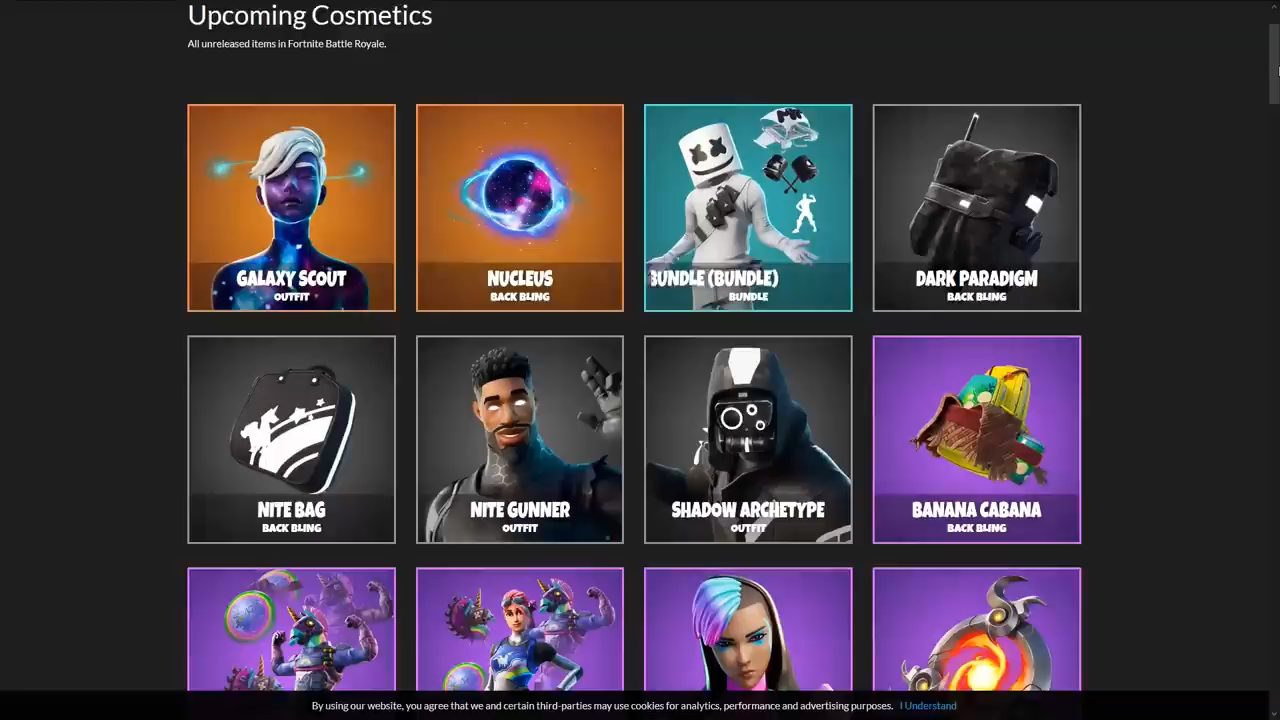 Upcoming Cosmetics
All unreleased items in Fortnite Battle Royale.
GALAXY SCOUT
OUTFIT
NUCLEUS
BACK BLING
BUNDLE (BUNDLE)
BUNDLE
DARK PARADIGM
BACK BLING
NITE BAG
BACK BLING
NITE GUNNER
OUTFIT
SHADOW ARCHETYPE
OUTFIT
BANANA CABANA
BACK BLING
By using our website, you agree that we and certain third-parties may use cookies for analytics, performance and advertising purposes. I Understand